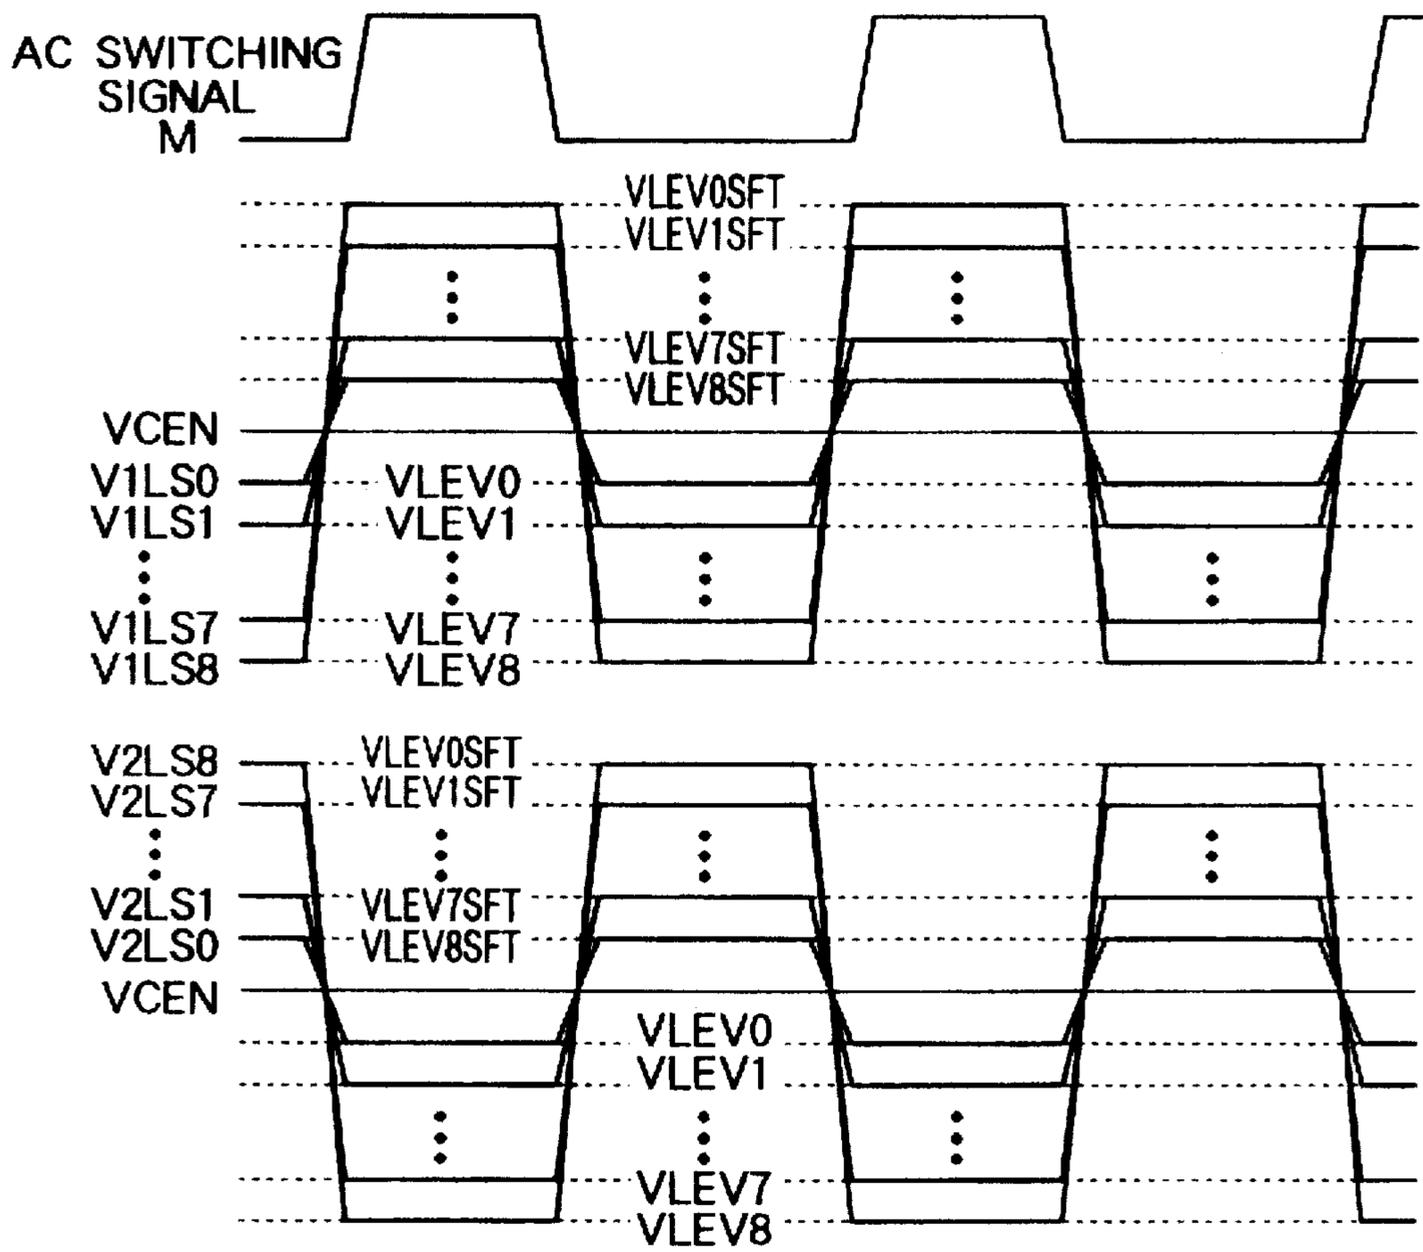 AC SWITCHING
SIGNAL
M
VLEV0SFT
VLEV1SFT
VLEV7SFT
VLEV8SFT
VCEN
V1LS0 VLEV0
V1LS1 VLEV1
V1LS7 VLEV7
V1LS8 VLEV8
V2LS8 VLEV0SFT
V2LS7 VLEV1SFT
V2LS1 VLEV7SFT
V2LS0 VLEV8SFT
VCEN
VLEV0
VLEV1
VLEV7
VLEV8